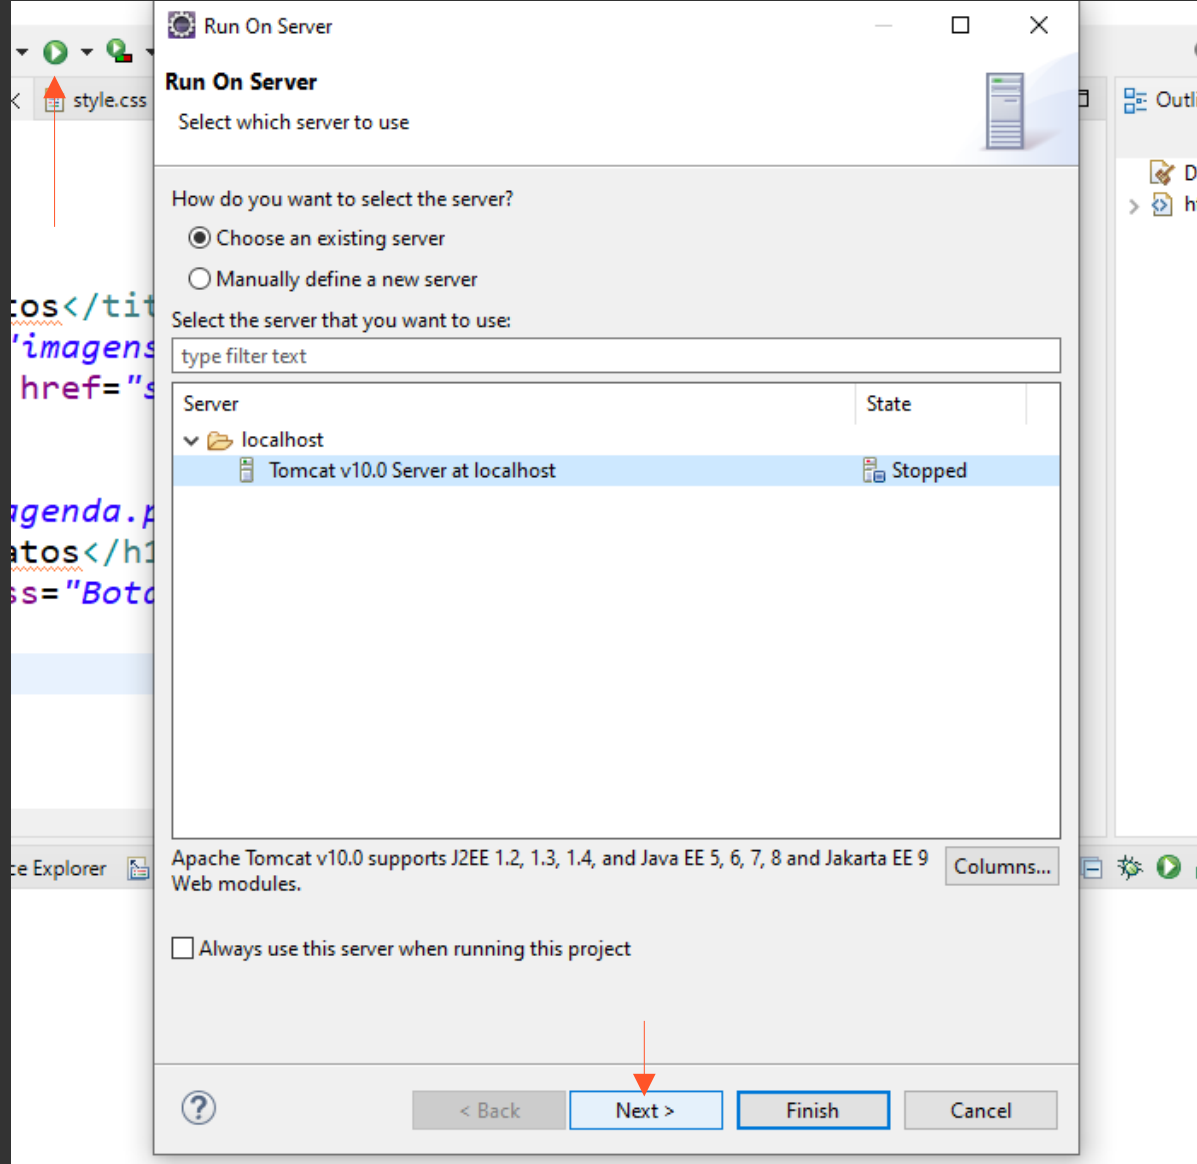 Run On Server
Run On Server
Select which server to use
style.css
Outli
How do you want to select the server?
Choose an existing server
Manually define a new server
Select the server that you want to use:
type filter text
Server State
localhost
Tomcat v10.0 Server at localhost Stopped
tos</tit
"imagens
href="s
agenda.p
atos</h1
ss="Boto
Apache Tomcat v10.0 supports J2EE 1.2, 1.3, 1.4, and Java EE 5, 6, 7, 8 and Jakarta EE 9
Web modules.
Columns...
ce Explorer
Always use this server when running this project
< Back Next > Finish Cancel